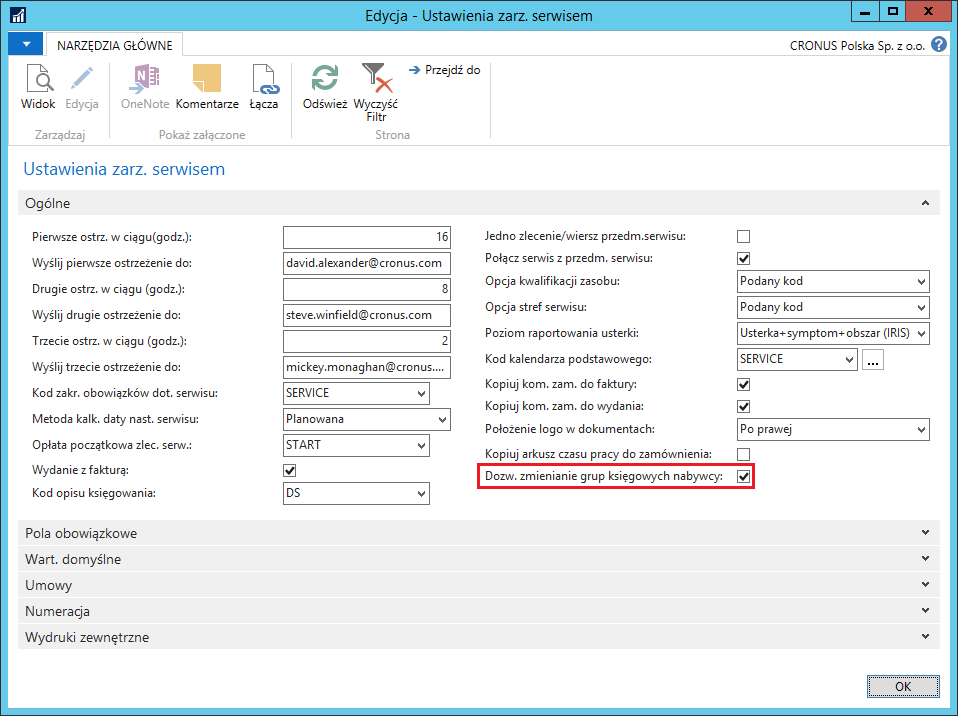 Edycja - Ustawienia zarz. serwisem
NARZĘDZIA GŁÓWNE
CRONUS Polska Sp. z o.o.
Widok
Edycja
OneNote
Komentarze
Łącza
Odśwież
Wyczyść
Filtr
Przejdź do
Zarządzaj
Pokaż załączone
Strona
Ustawienia zarz. serwisem
Ogólne
Pierwsze ostrz. w ciągu(godz.): 16
Wyślij pierwsze ostrzeżenie do: david.alexander@cronus.com
Drugie ostrz. w ciągu (godz.): 8
Wyślij drugie ostrzeżenie do: steve.winfield@cronus.com
Trzecie ostrz. w ciągu (godz.): 2
Wyślij trzecie ostrzeżenie do: mickey.monaghan@cronus....
Kod zakr. obowiązków dot. serwisu: SERVICE
Metoda kalk. daty nast. serwisu: Planowana
Opłata początkowa zlec. serw.: START
Wydanie z fakturą:
Kod opisu księgowania: DS
Jedno zlecenie/wiersz przedm.serwisu:
Połącz serwis z przedm. serwisu:
Opcja kwalifikacji zasobu: Podany kod
Opcja stref serwisu: Podany kod
Poziom raportowania usterki: Usterka+symptom+obszar (IRIS)
Kod kalendarza podstawowego: SERVICE ...
Kopiuj kom. zam. do faktury:
Kopiuj kom. zam. do wydania:
Położenie logo w dokumentach: Po prawej
Kopiuj arkusz czasu pracy do zamówienia:
Dozw. zmienianie grup księgowych nabywcy:
Pola obowiązkowe
Wart. domyślne
Umowy
Numeracja
Wydruki zewnętrzne
OK